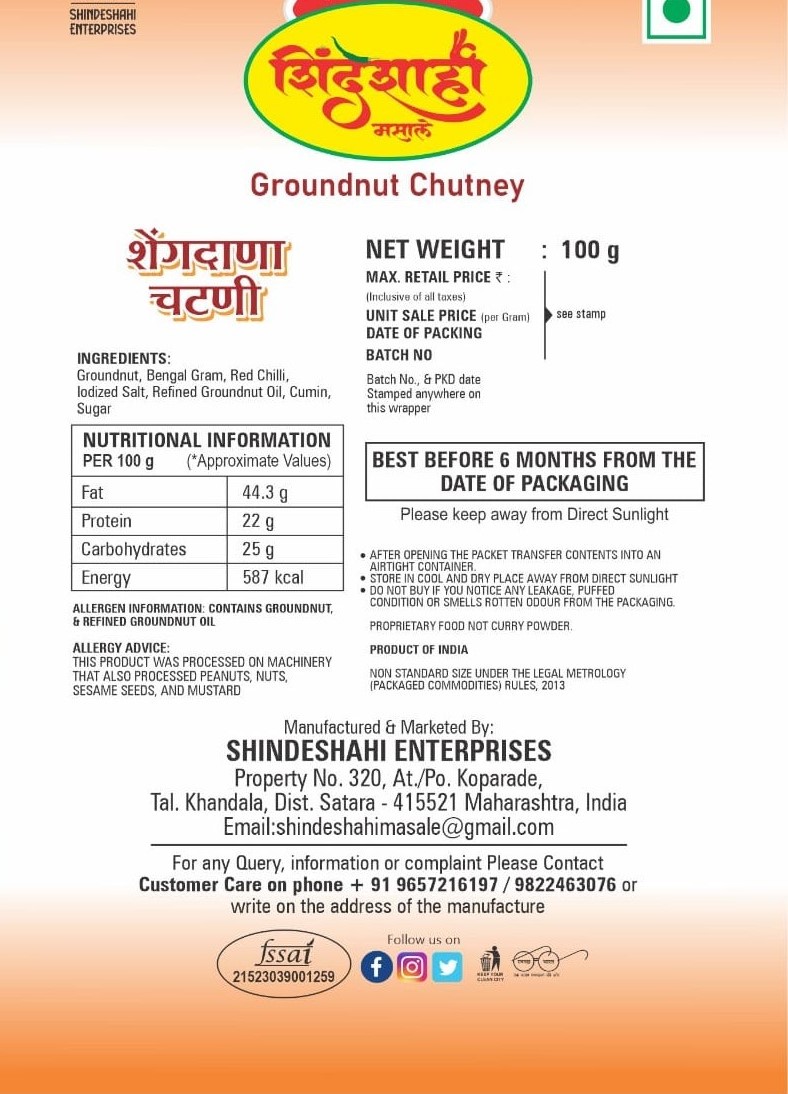 SHINDESHAHI
ENTERPRISES
शिंदेशाही
मसाले
Groundnut Chutney
शेंगदाणा
चटणी
NET WEIGHT : 100 g
MAX. RETAIL PRICE ₹ :
(Inclusive of all taxes)
UNIT SALE PRICE (per Gram)
see stamp
DATE OF PACKING
BATCH NO
Batch No., & PKD date
Stamped anywhere on
this wrapper
INGREDIENTS:
Groundnut, Bengal Gram, Red Chilli,
Iodized Salt, Refined Groundnut Oil, Cumin,
Sugar
NUTRITIONAL INFORMATION
PER 100 g (*Approximate Values)
Fat 44.3 g
Protein 22 g
Carbohydrates 25 g
Energy 587 kcal
ALLERGEN INFORMATION: CONTAINS GROUNDNUT,
& REFINED GROUNDNUT OIL
ALLERGY ADVICE:
THIS PRODUCT WAS PROCESSED ON MACHINERY
THAT ALSO PROCESSED PEANUTS, NUTS,
SESAME SEEDS, AND MUSTARD
BEST BEFORE 6 MONTHS FROM THE
DATE OF PACKAGING
Please keep away from Direct Sunlight
• AFTER OPENING THE PACKET TRANSFER CONTENTS INTO AN
AIRTIGHT CONTAINER.
• STORE IN COOL AND DRY PLACE AWAY FROM DIRECT SUNLIGHT
• DO NOT BUY IF YOU NOTICE ANY LEAKAGE, PUFFED
CONDITION OR SMELLS ROTTEN ODOUR FROM THE PACKAGING.
PROPRIETARY FOOD NOT CURRY POWDER.
PRODUCT OF INDIA
NON STANDARD SIZE UNDER THE LEGAL METROLOGY
(PACKAGED COMMODITIES) RULES, 2013
Manufactured & Marketed By:
SHINDESHAHI ENTERPRISES
Property No. 320, At./Po. Koparade,
Tal. Khandala, Dist. Satara - 415521 Maharashtra, India
Email:shindeshahimasale@gmail.com
For any Query, information or complaint Please Contact
Customer Care on phone + 91 9657216197 / 9822463076 or
write on the address of the manufacture
fssai
21523039001259
Follow us on
KEEP YOUR
CLEAN CITY